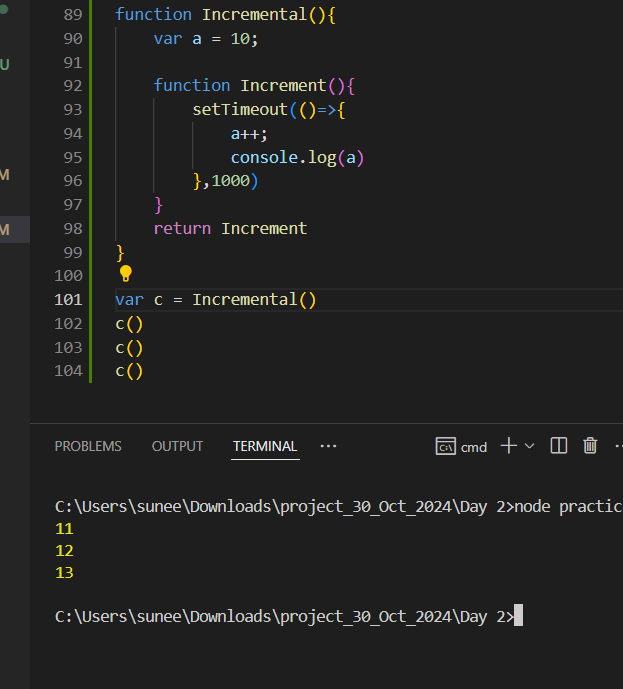 U
M
M
89 function Incremental(){
90     var a = 10;
91
92     function Increment(){
93         setTimeout(()=>{
94             a++;
95             console.log(a)
96         },1000)
97     }
98     return Increment
99 }
100
101 var c = Incremental()
102 c()
103 c()
104 c()
PROBLEMS OUTPUT TERMINAL ··· cmd
C:\Users\sunee\Downloads\project_30_Oct_2024\Day 2>node practic
11
12
13
C:\Users\sunee\Downloads\project_30_Oct_2024\Day 2>